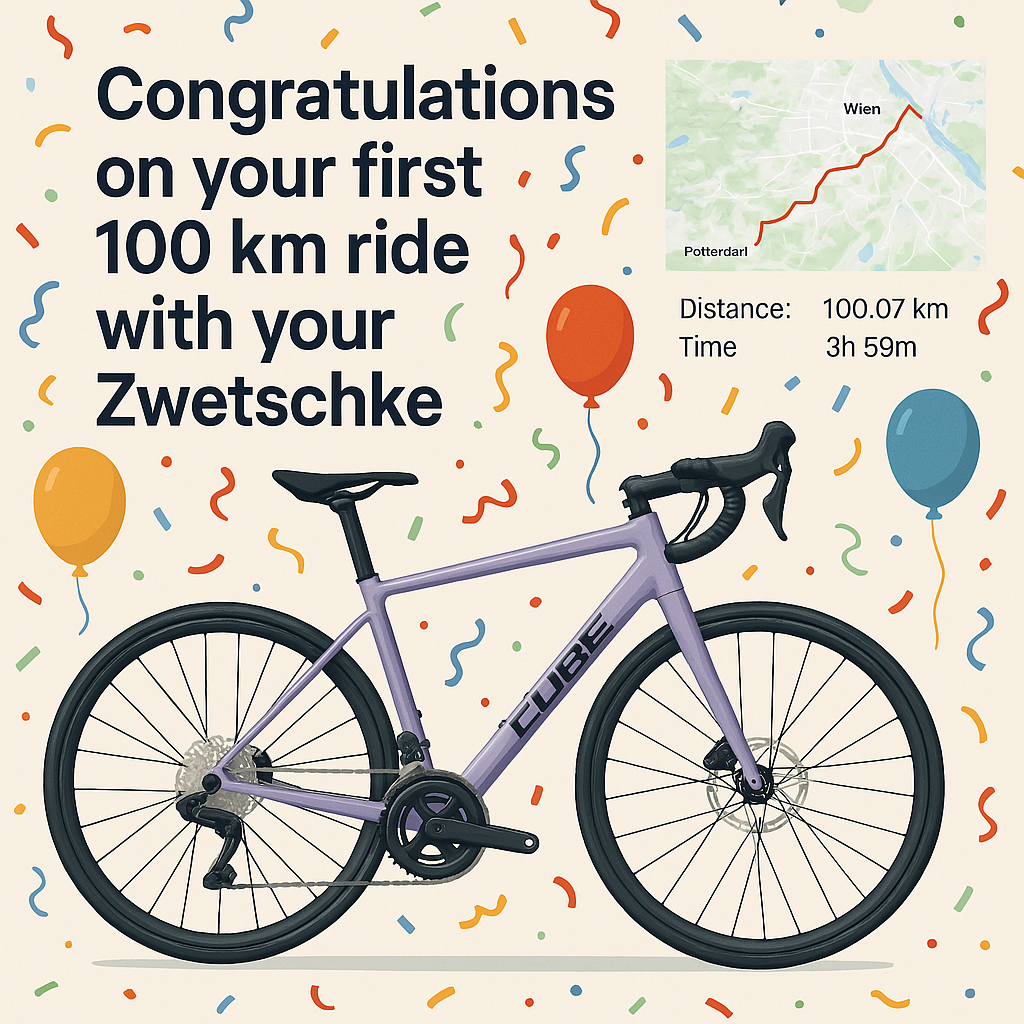 Congratulations
on your first
100 km ride
with your
Zwetschke
Wien
Potterdarl
Distance: 100.07 km
Time 3h 59m
CUBE